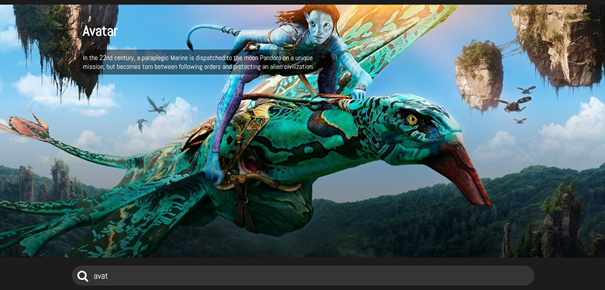 Avatar
In the 22nd century, a paraplegic Marine is dispatched to the moon Pandora on a unique
mission, but becomes torn between following orders and protecting an alien civilization.
avat